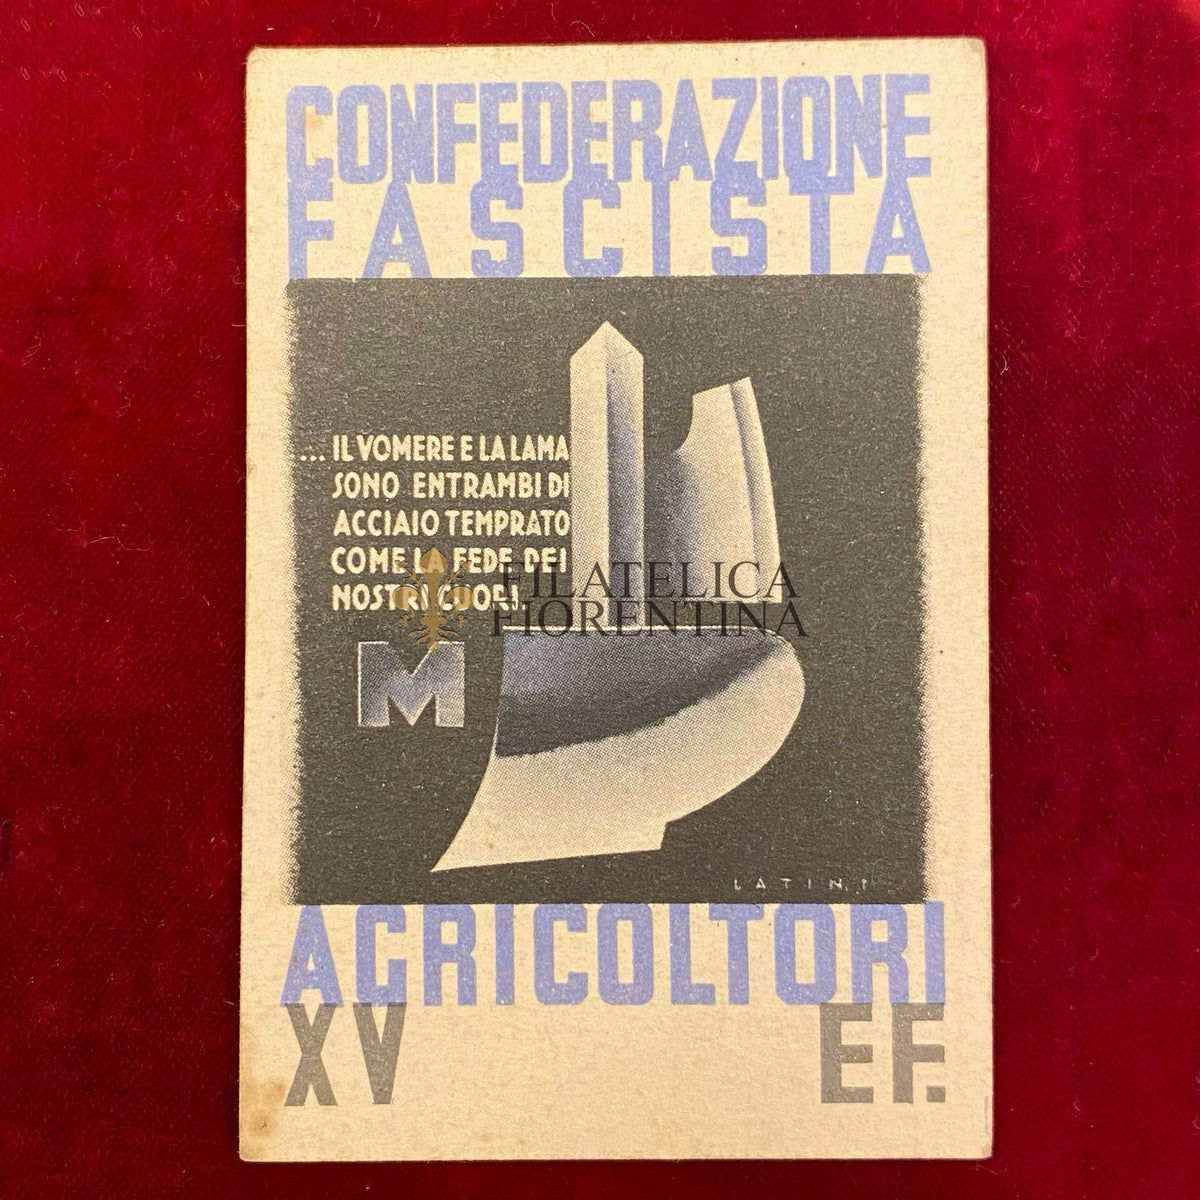 CONFEDERAZIONE
FASCISTA
... IL VOMERE E LA LAMA
SONO ENTRAMBI DI
ACCIAIO TEMPRATO
COME LA FEDE DEI
NOSTRI CUORI
FILATELICA
FIORENTINA
M
LATINI
AGRICOLTORI
XV EF.